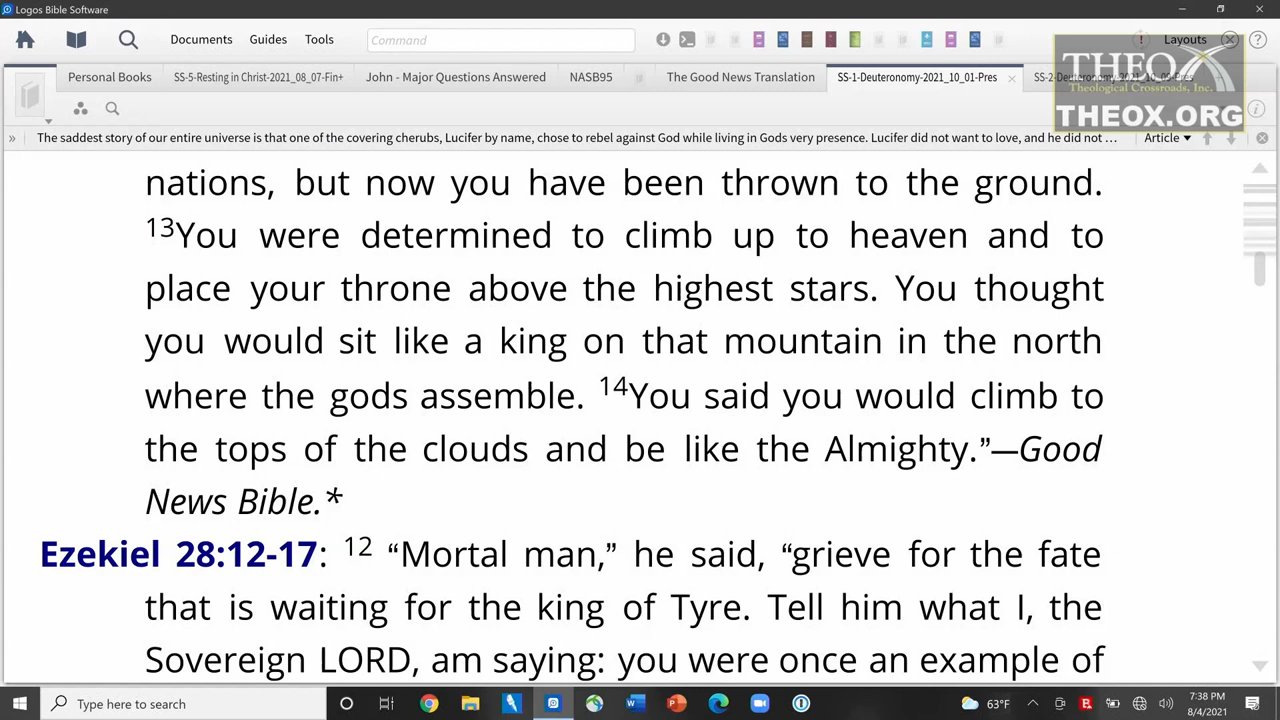 Logos Bible Software
Documents Guides Tools Command Layouts
Personal Books SS-5-Resting in Christ-2021_08_07-Fin+ John - Major Questions Answered NASB95 The Good News Translation SS-1-Deuteronomy-2021_10_01-Pres
THEOX
Theological Crossroads, Inc.
THEOX.ORG
» The saddest story of our entire universe is that one of the covering cherubs. Lucifer by name, chose to rebel against God while living in Gods very presence. Lucifer did not want to love, and he did not ... Article
nations, but now you have been thrown to the ground.
13You were determined to climb up to heaven and to
place your throne above the highest stars. You thought
you would sit like a king on that mountain in the north
where the gods assemble. 14You said you would climb to
the tops of the clouds and be like the Almighty.”—Good
News Bible.*
Ezekiel 28:12-17: 12 “Mortal man,” he said, “grieve for the fate
that is waiting for the king of Tyre. Tell him what I, the
Sovereign LORD, am saying: you were once an example of
Type here to search 63°F 7:38 PM
8/4/2021